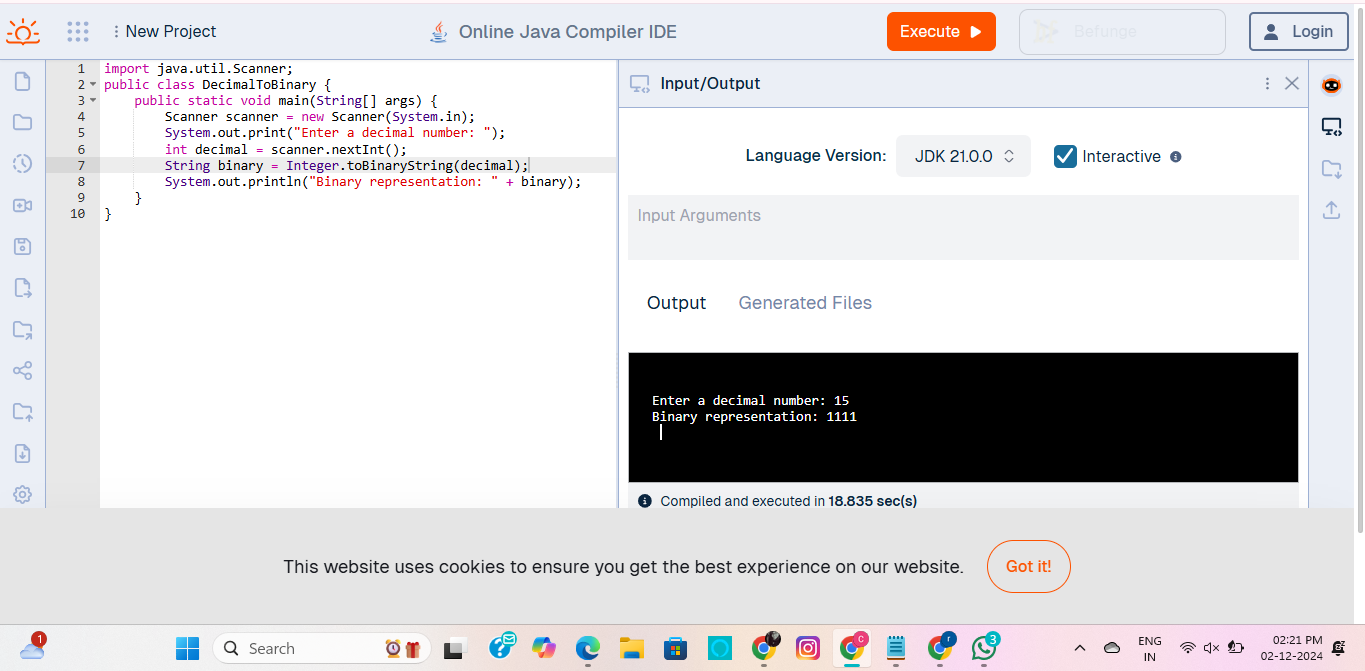 New Project
Online Java Compiler IDE
Execute
Befunge
Login
1 import java.util.Scanner;
2 public class DecimalToBinary {
3 public static void main(String[] args) {
4 Scanner scanner = new Scanner(System.in);
5 System.out.print("Enter a decimal number: ");
6 int decimal = scanner.nextInt();
7 String binary = Integer.toBinaryString(decimal);
8 System.out.println("Binary representation: " + binary);
9 }
10 }
Input/Output
Language Version: JDK 21.0.0 Interactive
Input Arguments
Output Generated Files
Enter a decimal number: 15
Binary representation: 1111
Compiled and executed in 18.835 sec(s)
This website uses cookies to ensure you get the best experience on our website. Got it!
1
Search
C
r
3
ENG
IN
02:21 PM
02-12-2024